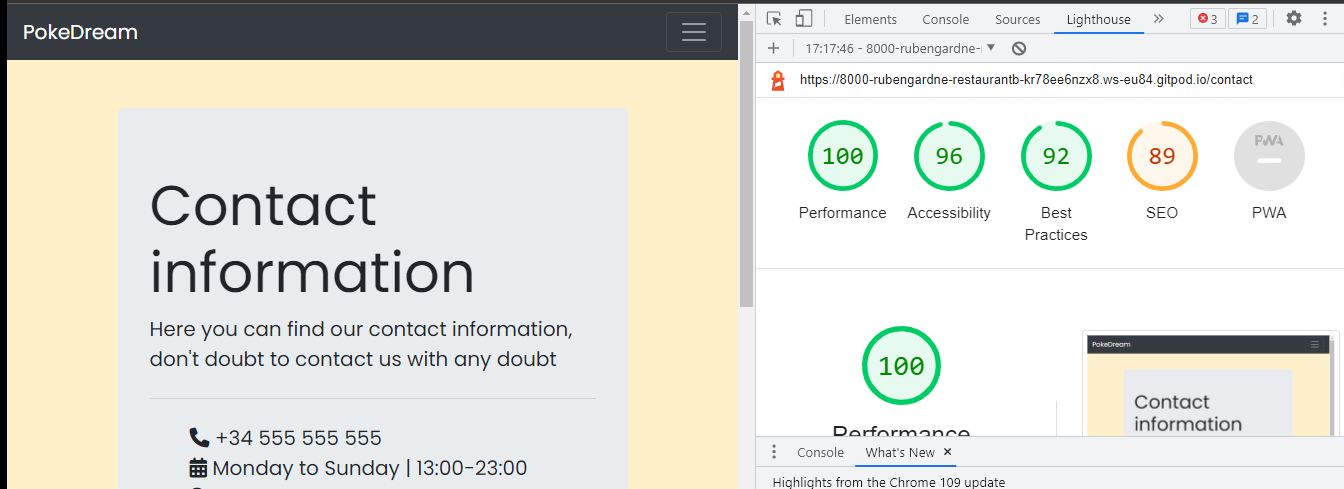 PokeDream
Contact
information
Here you can find our contact information,
don't doubt to contact us with any doubt
+34 555 555 555
Monday to Sunday | 13:00-23:00
Elements Console Sources Lighthouse » 3 2
+ 17:17:46 - 8000-rubengardne-
https://8000-rubengardne-restaurantb-kr78ee6nzx8.ws-eu84.gitpod.io/contact
100 96 92 89 PWA
Performance Accessibility Best SEO PWA
Practices
100
Performance
PokeDream
Contact
information
Console What's New ×
Highlights from the Chrome 109 update